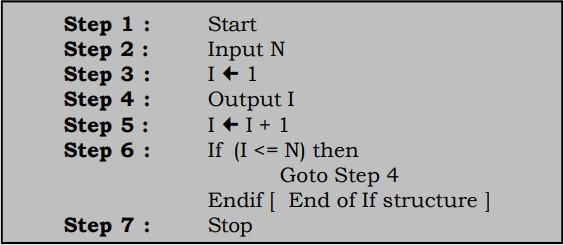 Step 1 : Start
Step 2 : Input N
Step 3 : I 🡸 1
Step 4 : Output I
Step 5 : I 🡸 I + 1
Step 6 : If (I <= N) then
Goto Step 4
Endif [ End of If structure ]
Step 7 : Stop